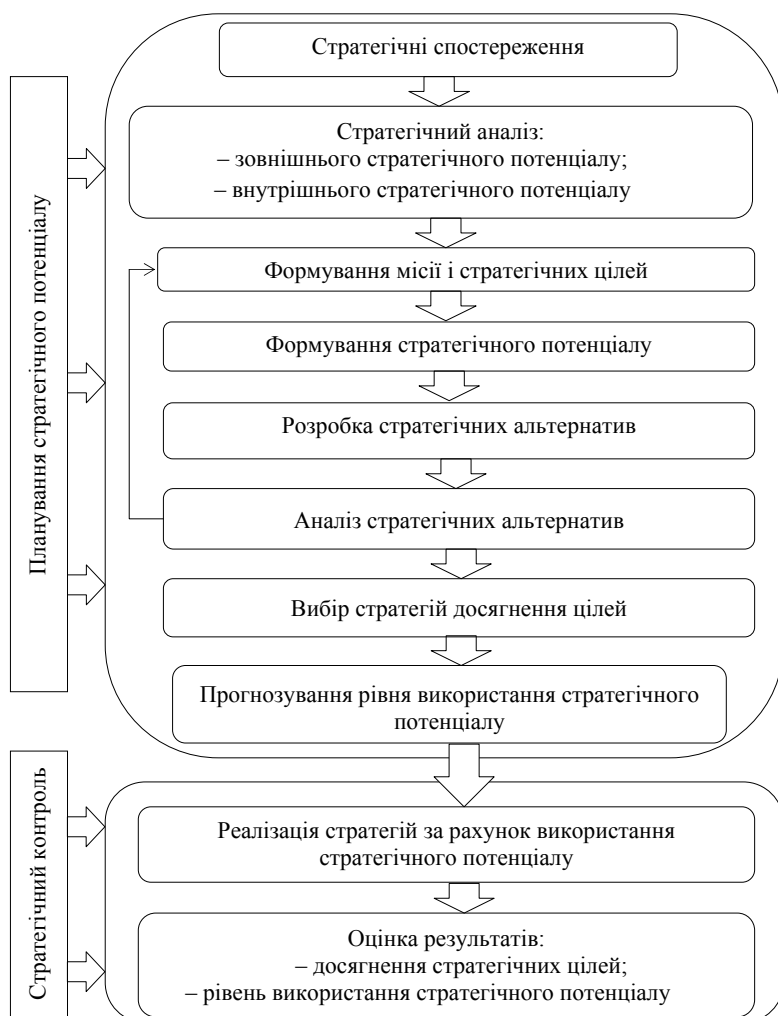 Планування стратегічного потенціалу
Стратегічні спостереження
Стратегічний аналіз:
– зовнішнього стратегічного потенціалу;
– внутрішнього стратегічного потенціалу
Формування місії і стратегічних цілей
Формування стратегічного потенціалу
Розробка стратегічних альтернатив
Аналіз стратегічних альтернатив
Вибір стратегій досягнення цілей
Прогнозування рівня використання стратегічного
потенціалу
Стратегічний контроль
Реалізація стратегій за рахунок використання
стратегічного потенціалу
Оцінка результатів:
– досягнення стратегічних цілей;
– рівень використання стратегічного потенціалу